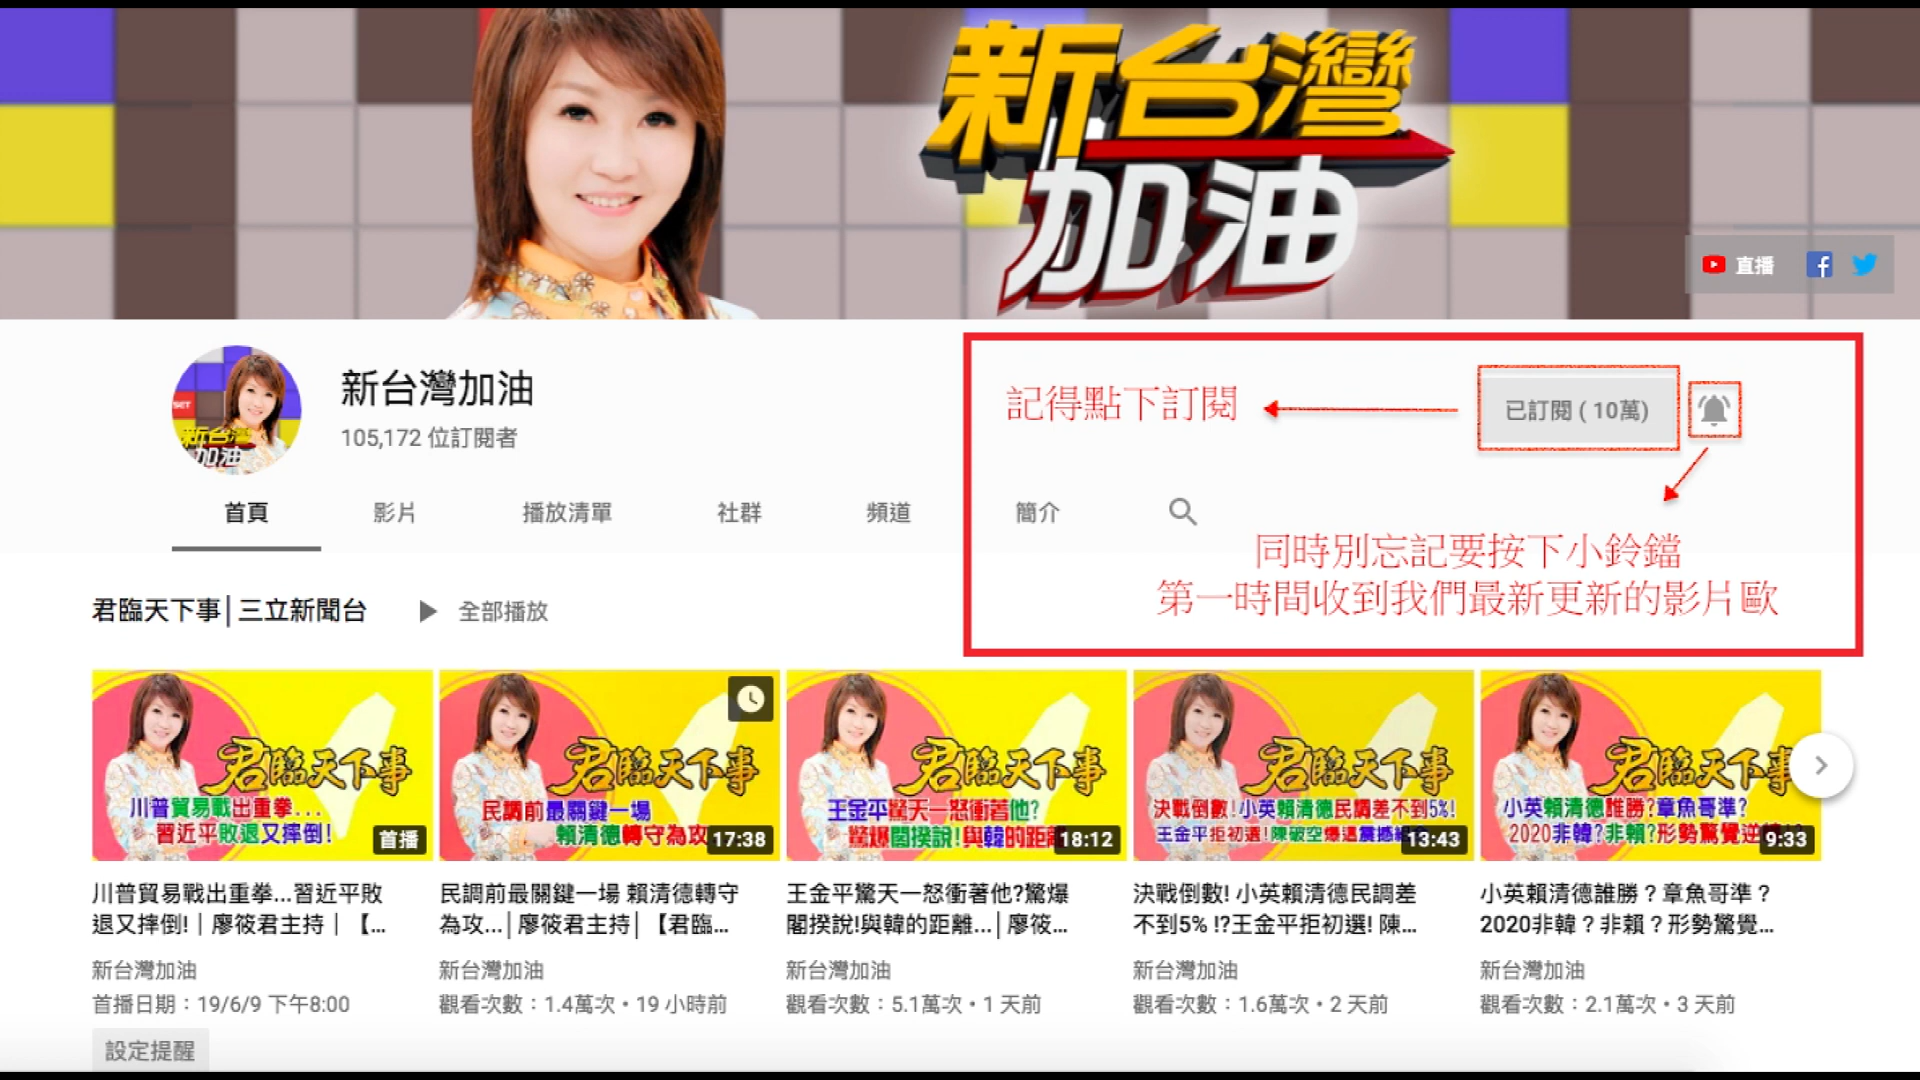 新台灣
加油
直播
SET
新台灣
加油
新台灣加油
105,172 位訂閱者
記得點下訂閱
已訂閱 ( 10萬)
首頁
影片
播放清單
社群
頻道
簡介
同時別忘記要按下小鈴鐺
第一時間收到我們最新更新的影片歐
君臨天下事│三立新聞台
全部播放
君臨天下事
川普貿易戰出重拳...
習近平敗退又摔倒!
首播
君臨天下事
民調前最關鍵一場
賴清德轉守為攻
17:38
君臨天下事
王金平驚天一怒衝著他?
驚爆閣揆說!與韓的距
18:12
君臨天下事
決戰倒數!小英賴清德民調差不到5%!
王金平拒初選!陳破空爆這震撼
13:43
君臨天下事
小英賴清德誰勝?章魚哥準?
2020非韓?非賴?形勢驚覺逆
9:33
川普貿易戰出重拳...習近平敗
退又摔倒!｜廖筱君主持｜【...
新台灣加油
首播日期：19/6/9 下午8:00
設定提醒
民調前最關鍵一場 賴清德轉守
為攻...│廖筱君主持│【君臨...
新台灣加油
觀看次數：1.4萬次・19 小時前
王金平驚天一怒衝著他?驚爆
閣揆說!與韓的距離...│廖筱...
新台灣加油
觀看次數：5.1萬次・1 天前
決戰倒數! 小英賴清德民調差
不到5% !?王金平拒初選! 陳...
新台灣加油
觀看次數：1.6萬次・2 天前
小英賴清德誰勝？章魚哥準？
2020非韓？非賴？形勢驚覺...
新台灣加油
觀看次數：2.1萬次・3 天前